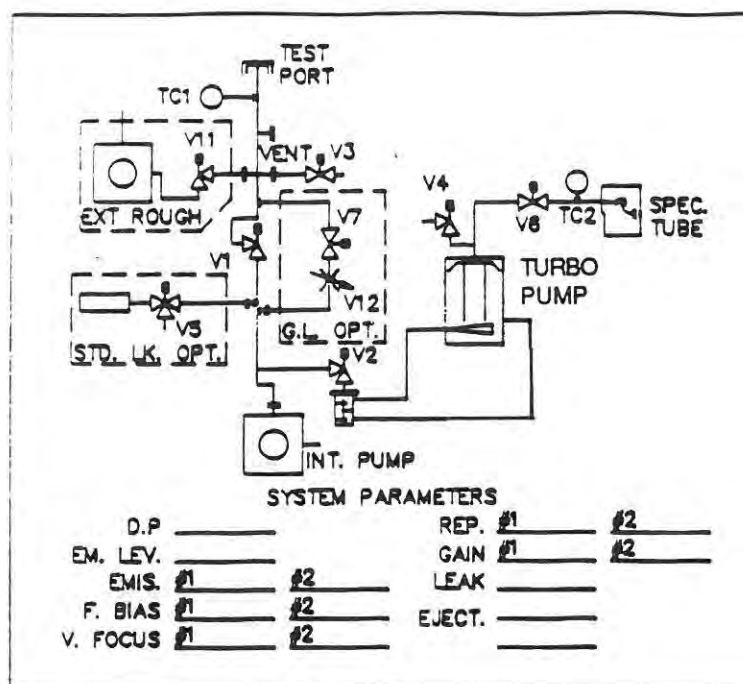 TEST
PORT
TC1
V11
VENT
V3
EXT ROUGH
V7
V1
V12
G.L. OPT.
V5
STD. LK. OPT.
V2
INT. PUMP
V4
V6
TC2
SPEC.
TUBE
TURBO
PUMP
SYSTEM PARAMETERS
D.P
EM. LEV.
EMIS. #1 #2
F. BIAS #1 #2
V. FOCUS #1 #2
REP. #1 #2
GAIN #1 #2
LEAK
EJECT.